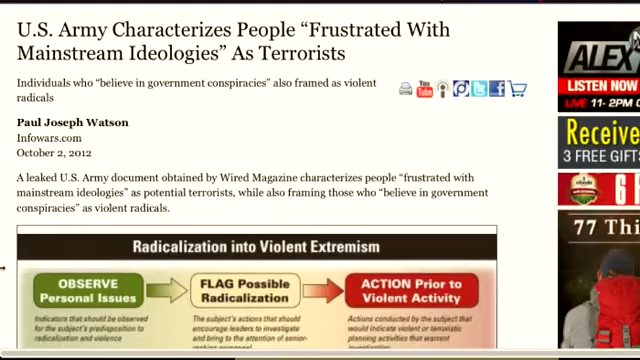 U.S. Army Characterizes People “Frustrated With
Mainstream Ideologies” As Terrorists
Individuals who “believe in government conspiracies” also framed as violent
radicals
Paul Joseph Watson
Infowars.com
October 2, 2012
A leaked U.S. Army document obtained by Wired Magazine characterizes people “frustrated with
mainstream ideologies” as potential terrorists, while also framing those who “believe in government
conspiracies” as violent radicals.
Radicalization into Violent Extremism
OBSERVE
Personal Issues
FLAG Possible
Radicalization
ACTION Prior to
Violent Activity
Indicators that should be observed
for the subject's predisposition to
radicalization and violence
The subject's actions that should
encourage leaders to investigate
and bring to the attention of senior-
Actions conducted by the subject that
would indicate violent or terroristic
planning activities that warrant
You
Tube
ALEX
LISTEN NOW
LIVE 11- 2PM C
Receive
3 FREE GIFTS
6 F
77 Thi